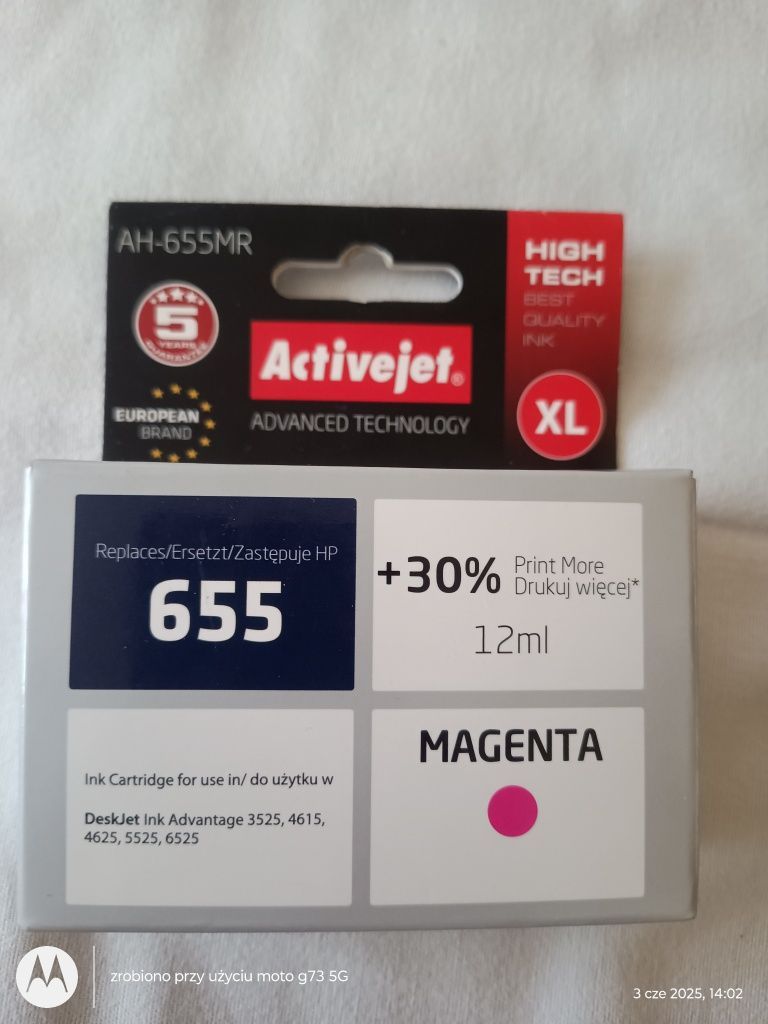 AH-655MR
5
YEARS
GUARANTEE
EUROPEAN
BRAND
Activejet®
ADVANCED TECHNOLOGY
HIGH
TECH
BEST
QUALITY
INK
XL
Replaces/Ersetzt/Zastępuje HP
655
+30% Print More
Drukuj więcej*
12ml
Ink Cartridge for use in/ do użytku w
DeskJet Ink Advantage 3525, 4615,
4625, 5525, 6525
MAGENTA
zrobiono przy użyciu moto g73 5G
3 cze 2025, 14:02